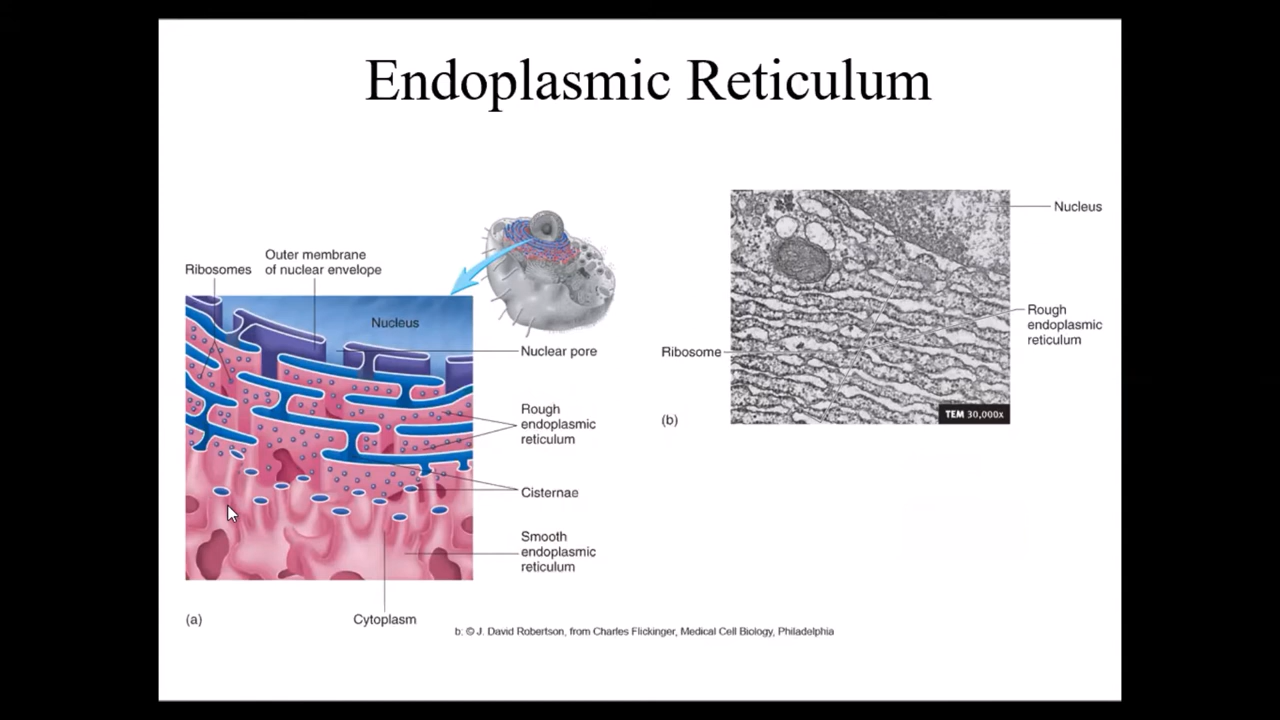 Endoplasmic Reticulum
Ribosomes
Outer membrane
of nuclear envelope
Nucleus
Nuclear pore
Rough
endoplasmic
reticulum
Cisternae
Smooth
endoplasmic
reticulum
Cytoplasm
(a)
Nucleus
Rough
endoplasmic
reticulum
Ribosome
TEM 30,000x
(b)
b: © J. David Robertson, from Charles Flickinger, Medical Cell Biology, Philadelphia